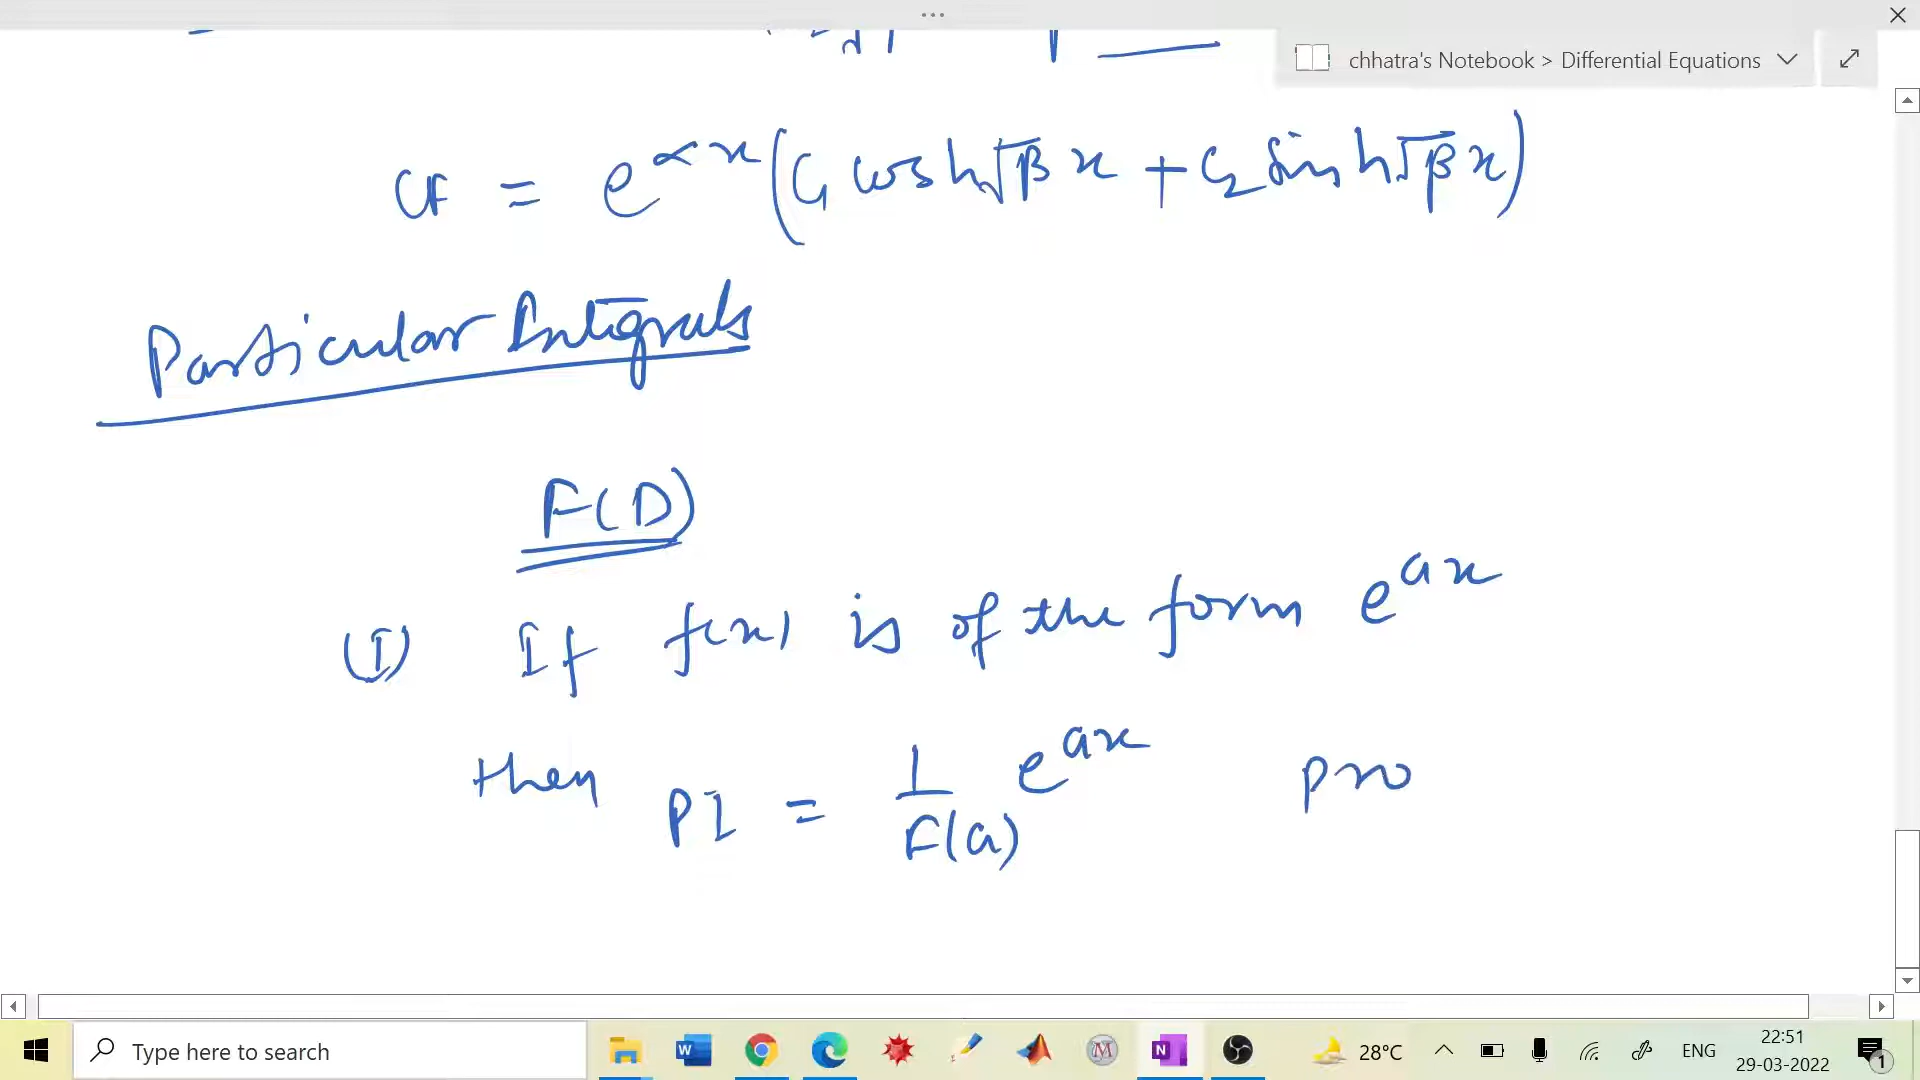 chhatra's Notebook > Differential Equations
CF = e^αx (C₁ cosh√β x + C₂ sinh√β x)
Particular Integrals
F(D)
(I) If f(x) is of the form e^ax
then PI = 1/F(a) e^ax pro
Type here to search
28°C
ENG
22:51
29-03-2022
1